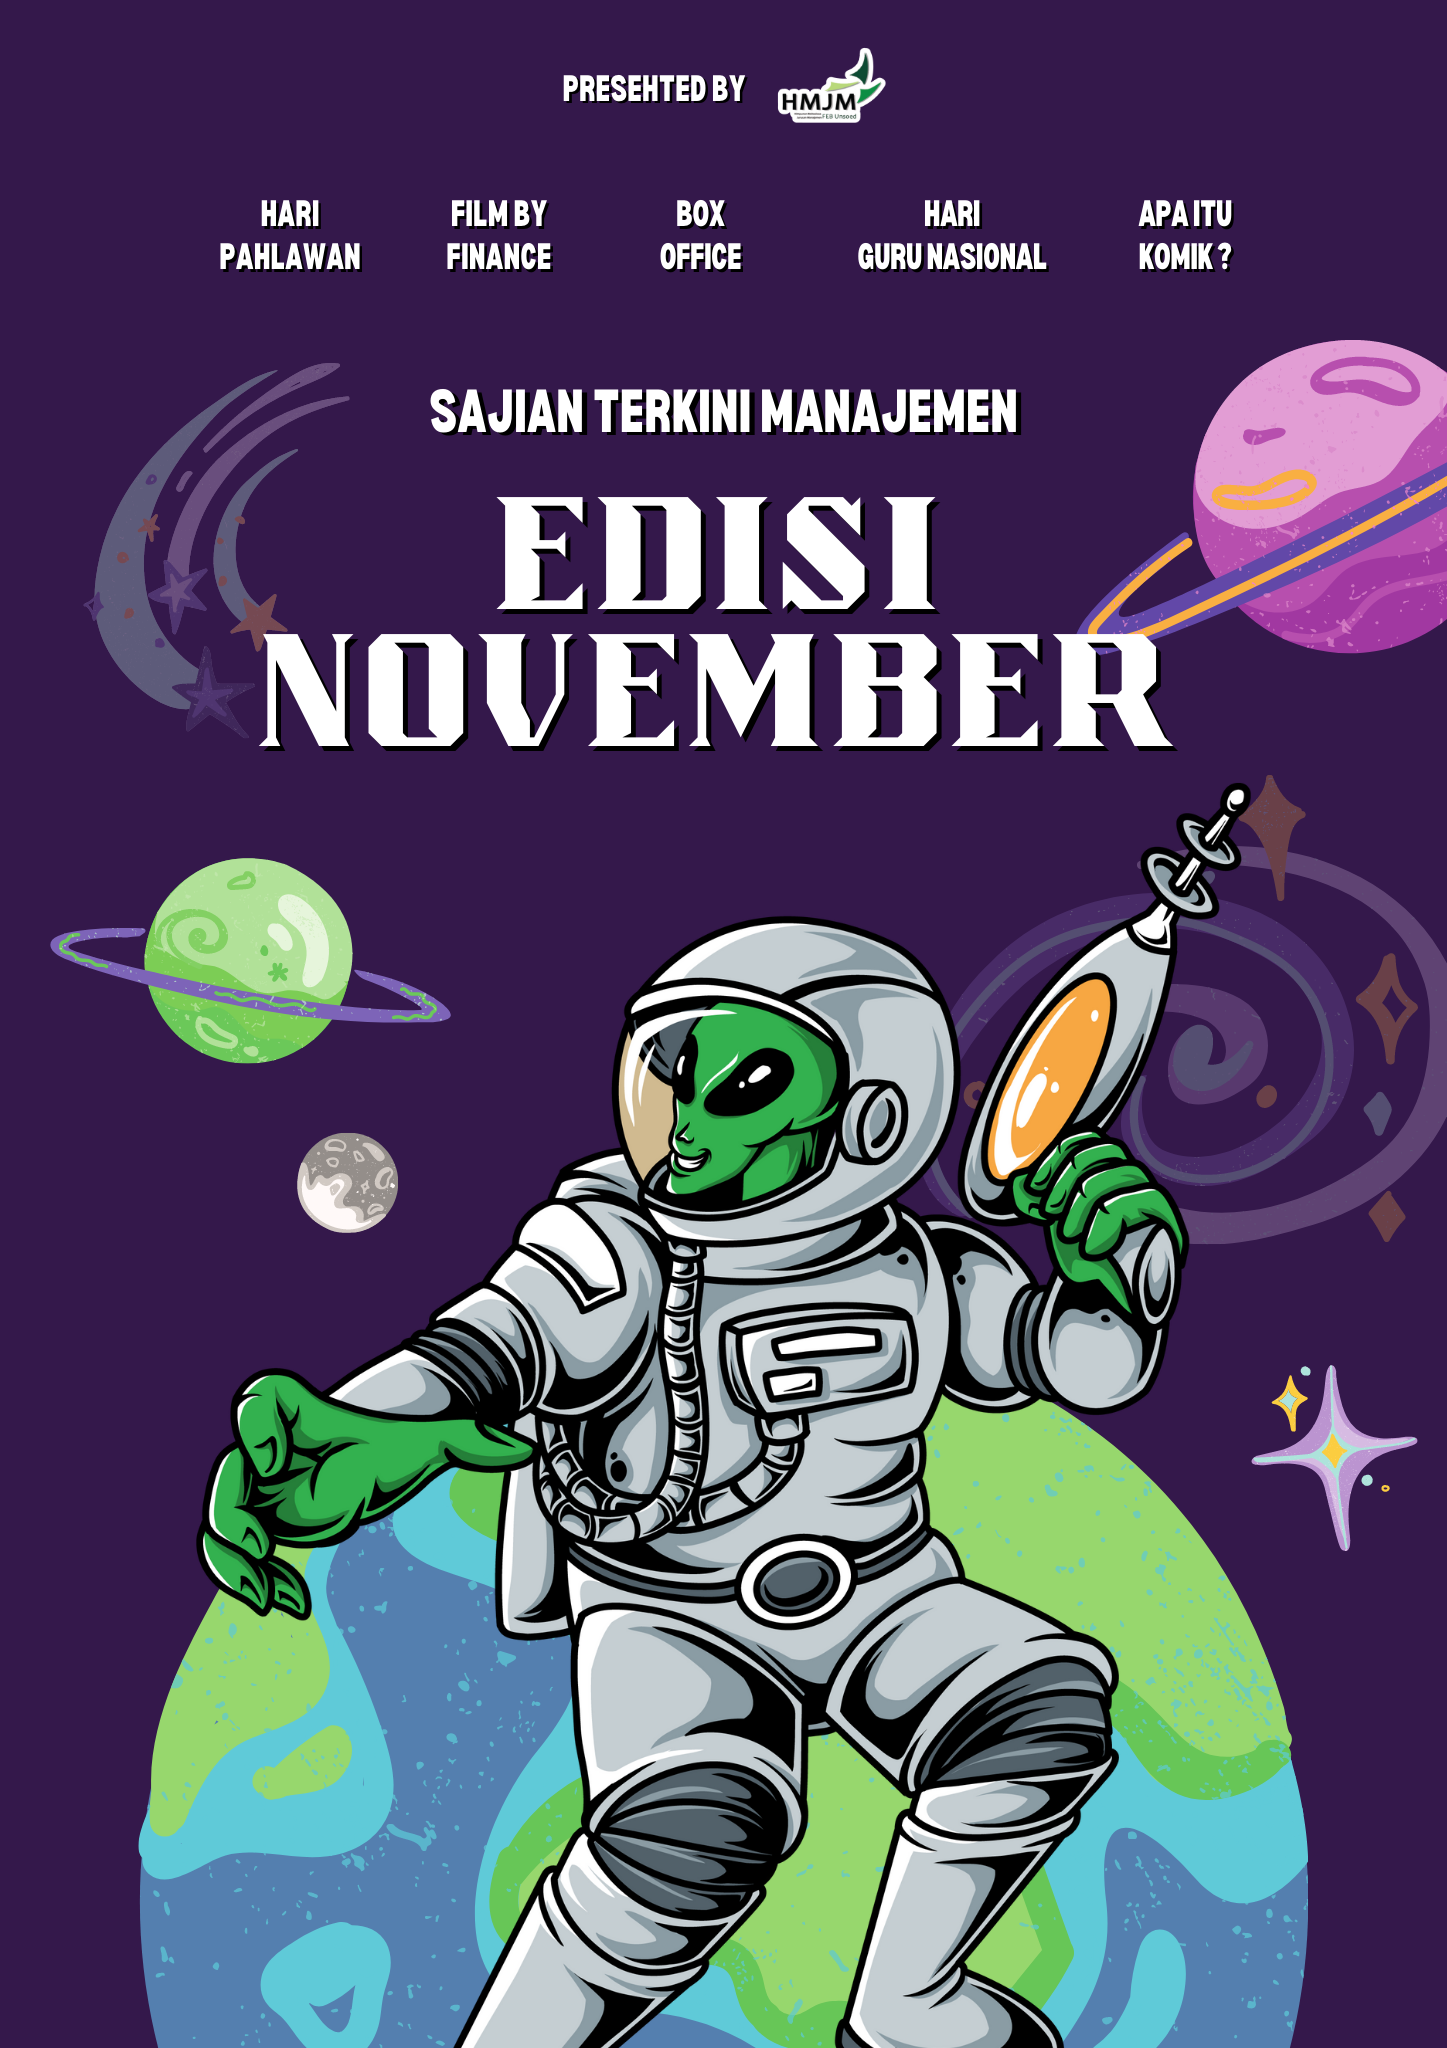 PRESEHTED BY
HMJM
FEB Unsoed
HARI
PAHLAWAN
FILM BY
FINANCE
BOX
OFFICE
HARI
GURU NASIONAL
APA ITU
KOMIK ?
SAJIAN TERKINI MANAJEMEN
EDISI
NOVEMBER